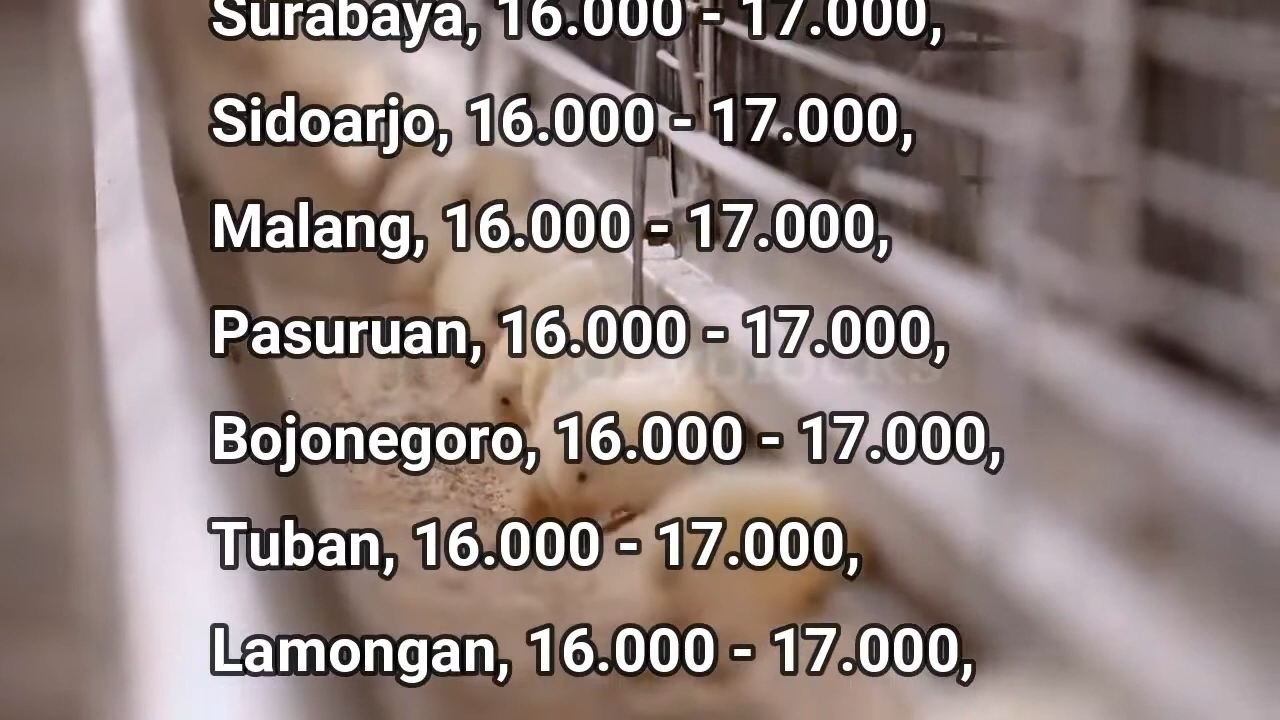 Surabaya, 16.000 - 17.000,
Sidoarjo, 16.000 - 17.000,
Malang, 16.000 - 17.000,
Pasuruan, 16.000 - 17.000,
Bojonegoro, 16.000 - 17.000,
Tuban, 16.000 - 17.000,
Lamongan, 16.000 - 17.000,